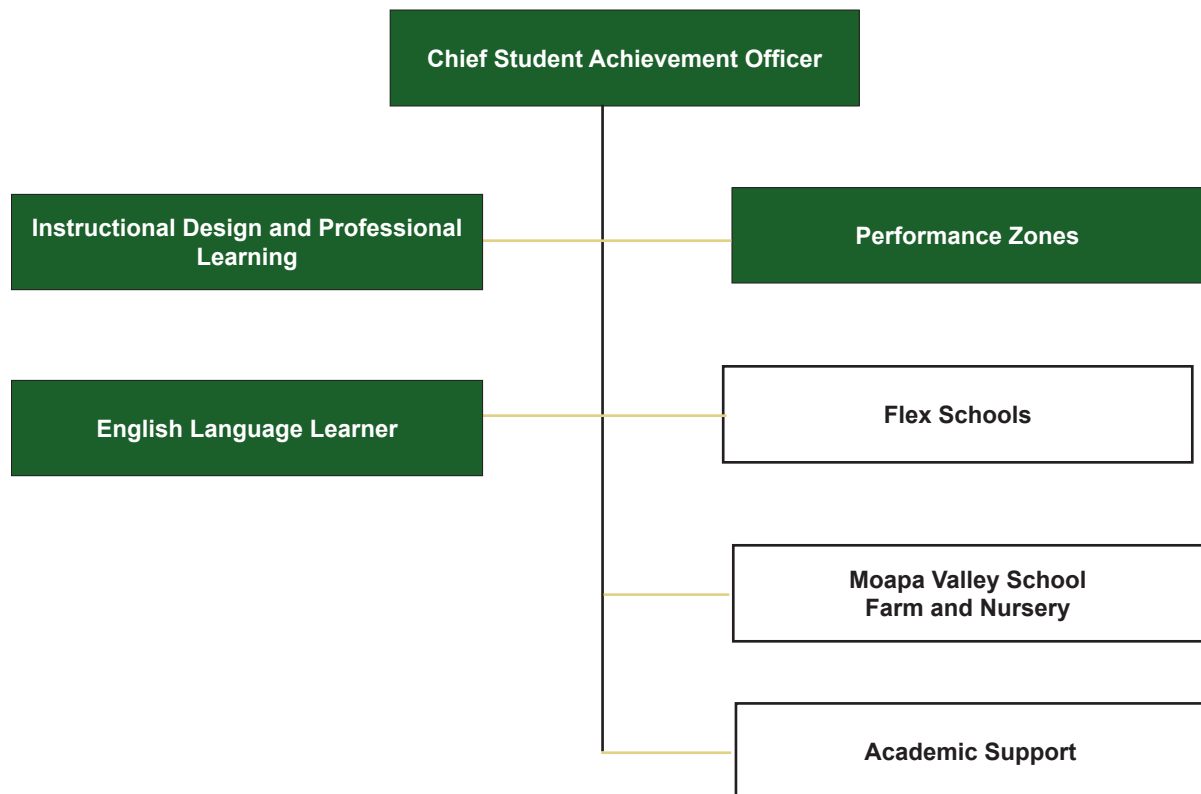 Chief Student Achievement Officer
Instructional Design and Professional
Learning
Performance Zones
English Language Learner
Flex Schools
Moapa Valley School
Farm and Nursery
Academic Support